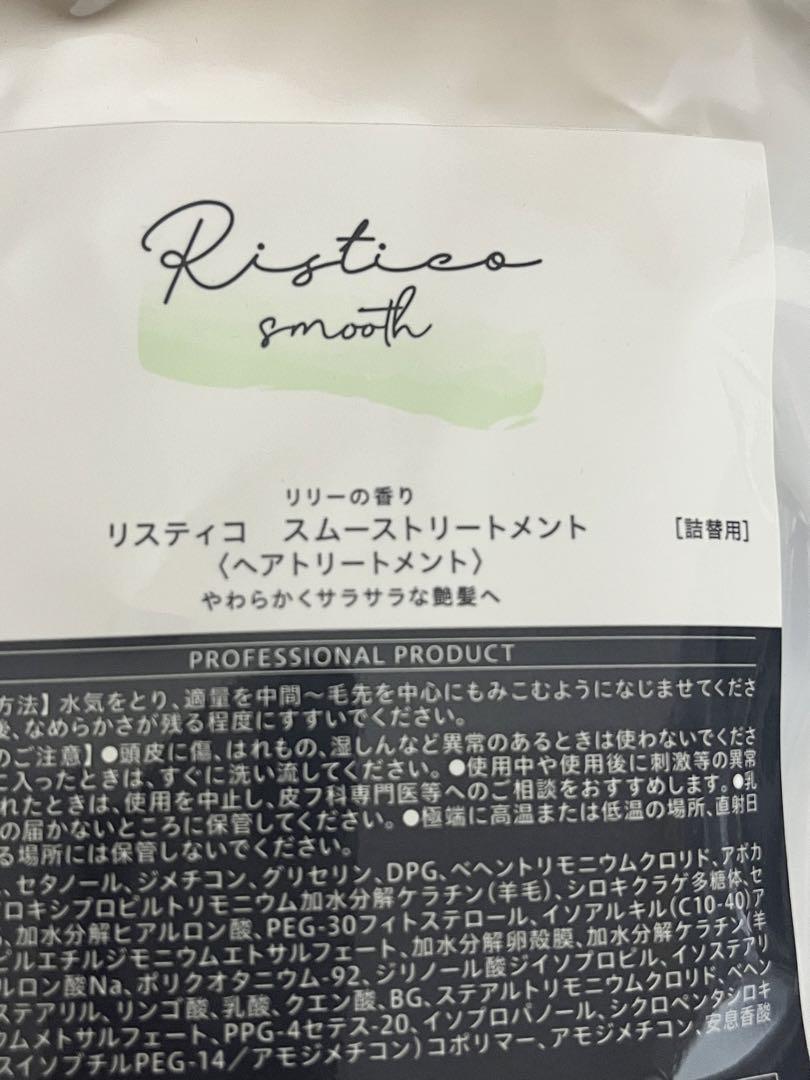 Ristico
smooth
リリーの香り
リスティコ スムーストリートメント [詰替用]
〈ヘアトリートメント〉
やわらかくサラサラな艶髪へ
PROFESSIONAL PRODUCT
方法】水気をとり、適量を中間～毛先を中心にもみこむようになじませてくださ
後、なめらかさが残る程度にすすいでください。
のご注意】●頭皮に傷、はれもの、湿しんなど異常のあるときは使わないでくださ
に入ったときは、すぐに洗い流してください。●使用中や使用後に刺激等の異常
れたときは、使用を中止し、皮フ科専門医等へのご相談をおすすめします。●乳
の届かないところに保管してください。●極端に高温または低温の場所、直射日
る場所には保管しないでください。
、セタノール、ジメチコン、グリセリン、DPG、ベヘントリモニウムクロリド、アボカ
ロキシプロピルトリモニウム加水分解ケラチン(羊毛)、シロキクラゲ多糖体、セ
、加水分解ヒアルロン酸、PEG-30フィトステロール、イソアルキル(C10-40)ア
ピルエチルジモニウムエトサルフェート、加水分解卵殻膜、加水分解ケラチン(羊
ルロン酸Na、ポリクオタニウム-92、ジリノール酸ジイソプロピル、イソステアリ
ステアリル、リンゴ酸、乳酸、クエン酸、BG、ステアルトリモニウムクロリド、ベヘン
ウムメトサルフェート、PPG-4セテス-20、イソプロパノール、シクロペンタシロキ
スイソブチルPEG-14/アモジメチコン)コポリマー、アモジメチコン、安息香酸